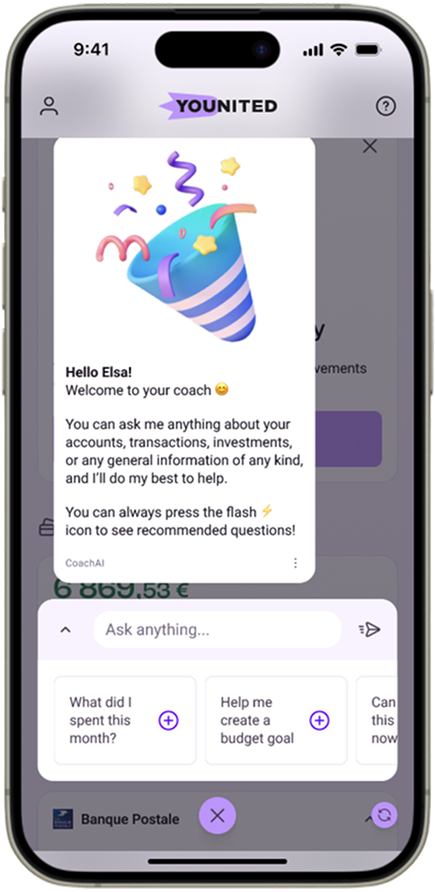 9:41
YOUNITED
y
vements
Hello Elsa!
Welcome to your coach 😊
You can ask me anything about your
accounts, transactions, investments,
or any general information of any kind,
and I'll do my best to help.
You can always press the flash ⚡
icon to see recommended questions!
CoachAI
6 869,53 €
Ask anything...
What did I
spent this
month?
Help me
create a
budget goal
Can
this
now
Banque Postale